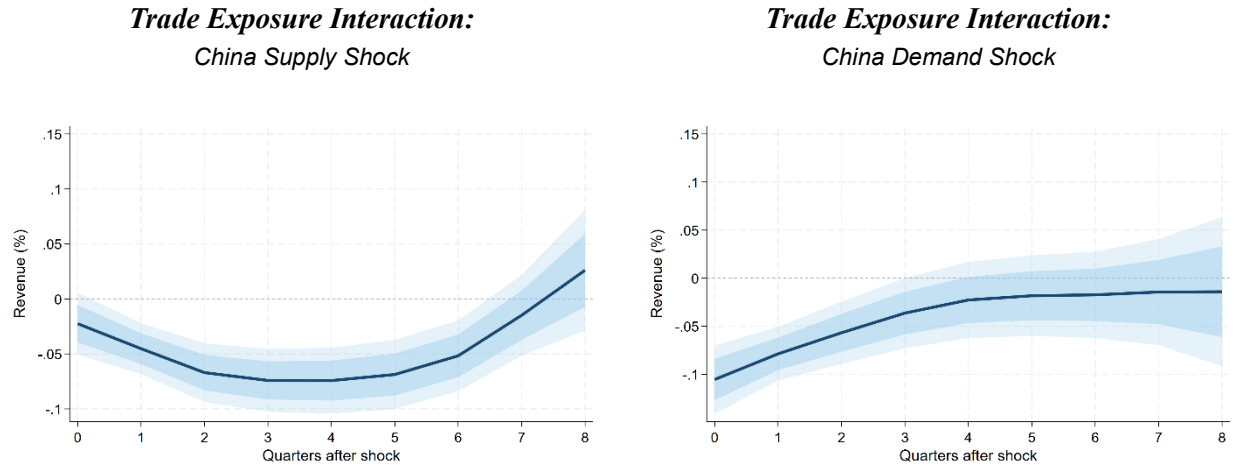 Trade Exposure Interaction:
China Supply Shock
.15
.1
.05
0
-.05
-.1
Revenue (%)
0 1 2 3 4 5 6 7 8
Quarters after shock
Trade Exposure Interaction:
China Demand Shock
.15
.1
.05
0
-.05
-.1
Revenue (%)
0 1 2 3 4 5 6 7 8
Quarters after shock